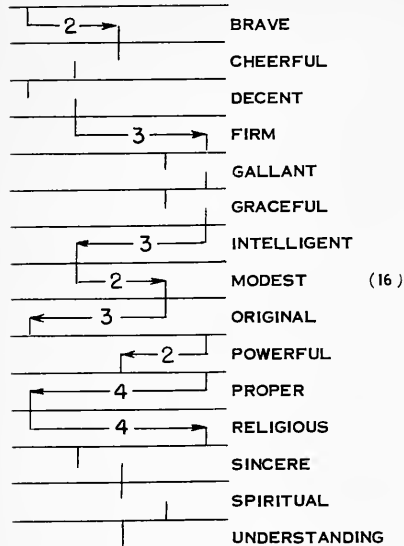 2 BRAVE
CHEERFUL
DECENT
3 FIRM
GALLANT
GRACEFUL
3 INTELLIGENT
2 MODEST (16)
3 ORIGINAL
2 POWERFUL
4 PROPER
4 RELIGIOUS
SINCERE
SPIRITUAL
UNDERSTANDING